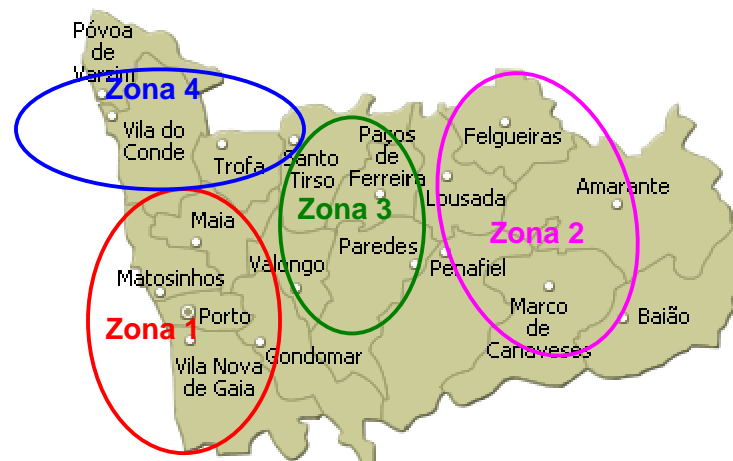 Póvoa
de
Varzim
Zona 4
Vila do
Conde
Trofa
Santo
Tirso
Paços
de
Ferreira
Felgueiras
Lousada
Amarante
Zona 3
Maia
Zona 2
Paredes
Valongo
Penafiel
Matosinhos
Porto
Zona 1
Marco
de
Canaveses
Baião
Gondomar
Vila Nova
de Gaia